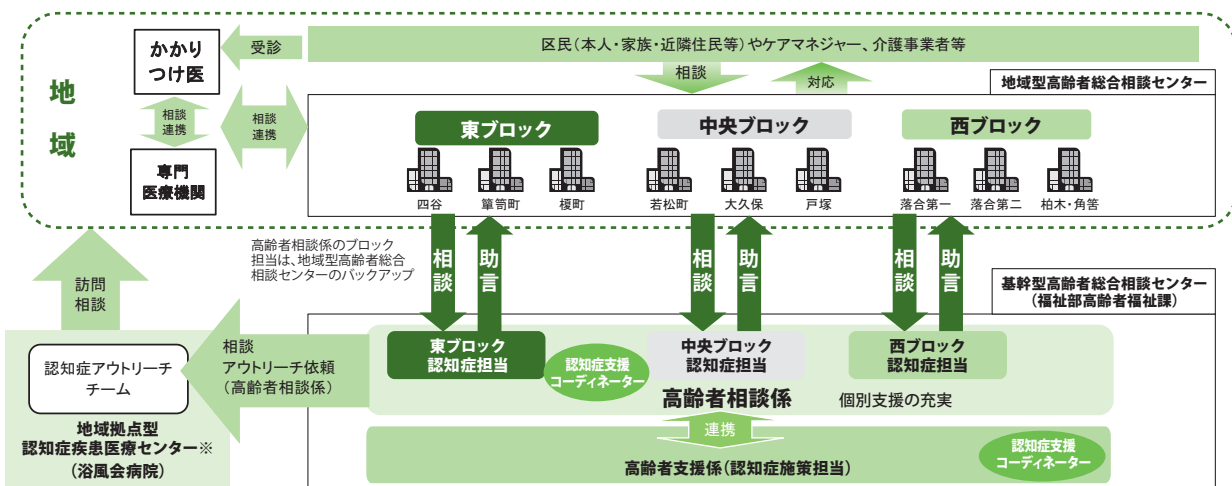 地
域
かかり
つけ医
受診
区民(本人・家族・近隣住民等)やケアマネジャー、介護事業者等
相談
対応
地域型高齢者総合相談センター
相談
連携
相談
連携
専門
医療機関
東ブロック
中央ブロック
西ブロック
四谷
簞笥町
榎町
若松町
大久保
戸塚
落合第一
落合第二
柏木・角筈
高齢者相談係のブロック
担当は、地域型高齢者総合
相談センターのバックアップ
相談
助言
相談
助言
相談
助言
基幹型高齢者総合相談センター
(福祉部高齢者福祉課)
訪問
相談
認知症アウトリーチ
チーム
地域拠点型
認知症疾患医療センター※
(浴風会病院)
相談
アウトリーチ依頼
(高齢者相談係)
東ブロック
認知症担当
認知症支援
コーディネーター
中央ブロック
認知症担当
西ブロック
認知症担当
高齢者相談係
個別支援の充実
連携
高齢者支援係(認知症施策担当)
認知症支援
コーディネーター